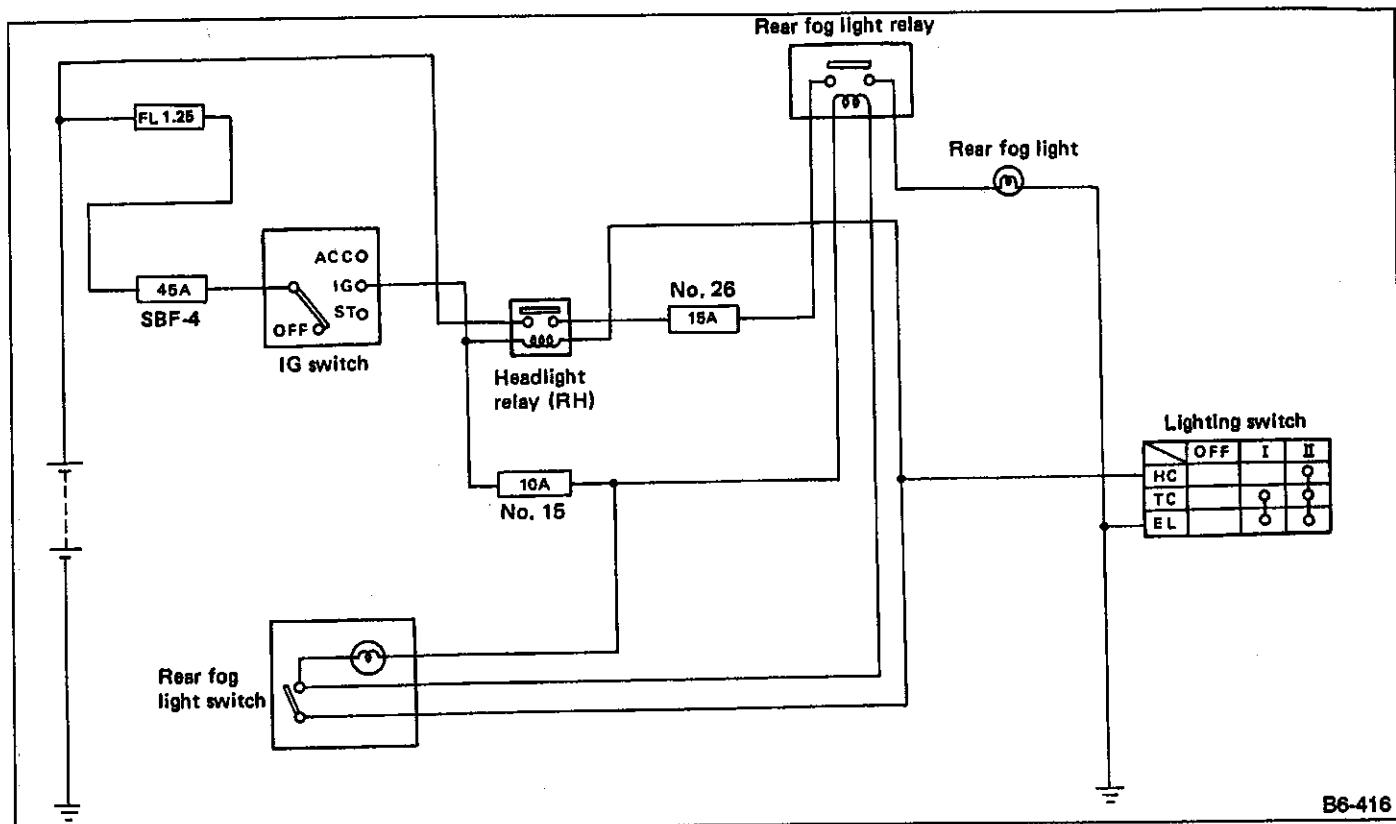 Rear fog light relay
FL 1.25
Rear fog light
ACC
IG
ST
OFF
45A
SBF-4
IG switch
No. 26
15A
Headlight
relay (RH)
Lighting switch
OFF I II
HC
TC
EL
10A
No. 15
Rear fog
light switch
B6-416